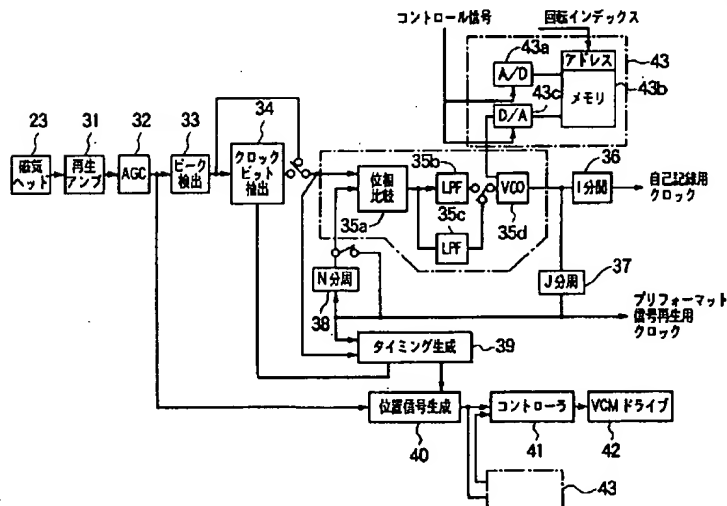 コントロール信号
回転インデックス
43a
A/D
アドレス
43
43c
43b
D/A
メモリ
23
31
32
33
34
磁気ヘッド
再生アンプ
AGC
ピーク検出
クロックビット抽出
位相比較
35a
35b
LPF
35c
LPF
VCO
35d
36
I分周
自己記録用クロック
J分周
37
N分周
38
プリフォーマット信号再生用クロック
タイミング生成
39
位置信号生成
40
コントローラ
41
VCMドライブ
42
43